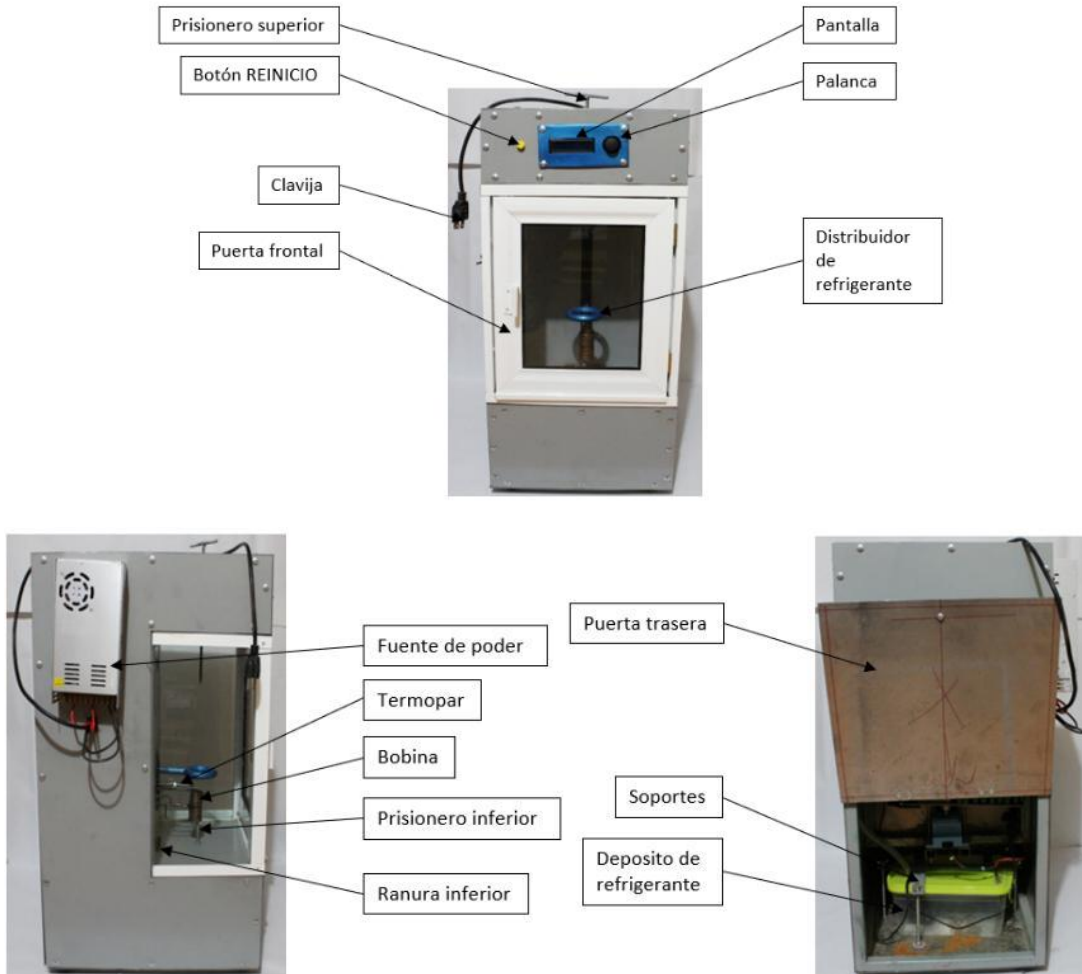 Prisionero superior
Pantalla
Botón REINICIO
Palanca
Clavija
Puerta frontal
Distribuidor
de
refrigerante
Fuente de poder
Termopar
Bobina
Prisionero inferior
Ranura inferior
Puerta trasera
Soportes
Deposito de
refrigerante